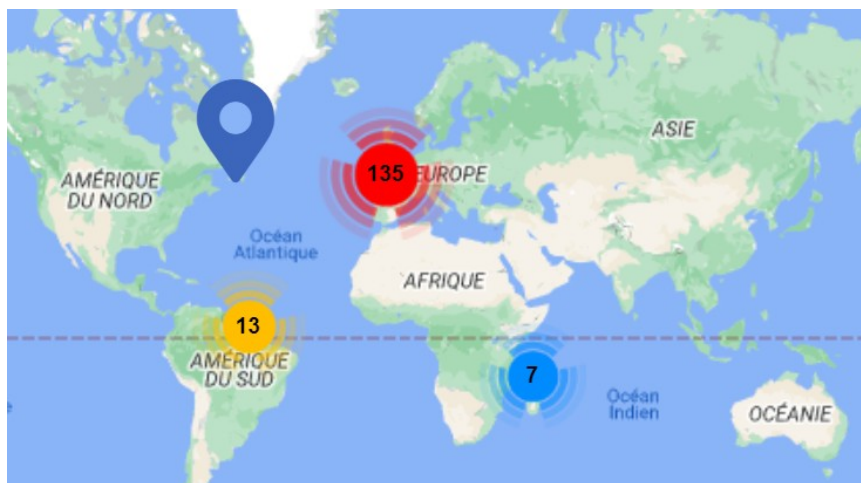 ASIE
135
EUROPE
AMÉRIQUE
DU NORD
Océan
Atlantique
AFRIQUE
13
AMÉRIQUE
DU SUD
7
Océan
Indien
OCÉANIE